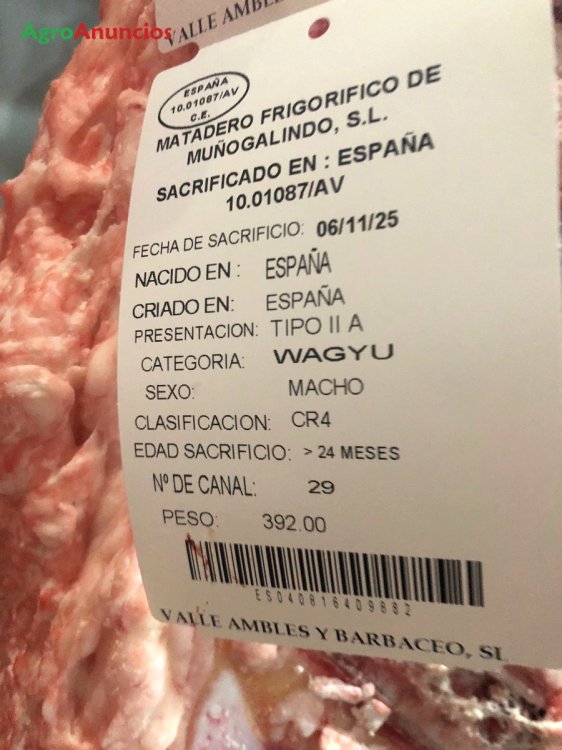 AgroAnuncios
VALLE AMBLES
ESPAÑA
10.01087/AV
C.E.
MATADERO FRIGORIFICO DE
MUÑOGALINDO, S.L.
SACRIFICADO EN : ESPAÑA
10.01087/AV
FECHA DE SACRIFICIO: 06/11/25
NACIDO EN : ESPAÑA
CRIADO EN: ESPAÑA
PRESENTACION: TIPO II A
CATEGORIA: WAGYU
SEXO: MACHO
CLASIFICACION: CR4
EDAD SACRIFICIO: > 24 MESES
Nº DE CANAL: 29
PESO: 392.00
ES040816409882
VALLE AMBLES Y BARBACEO, SL